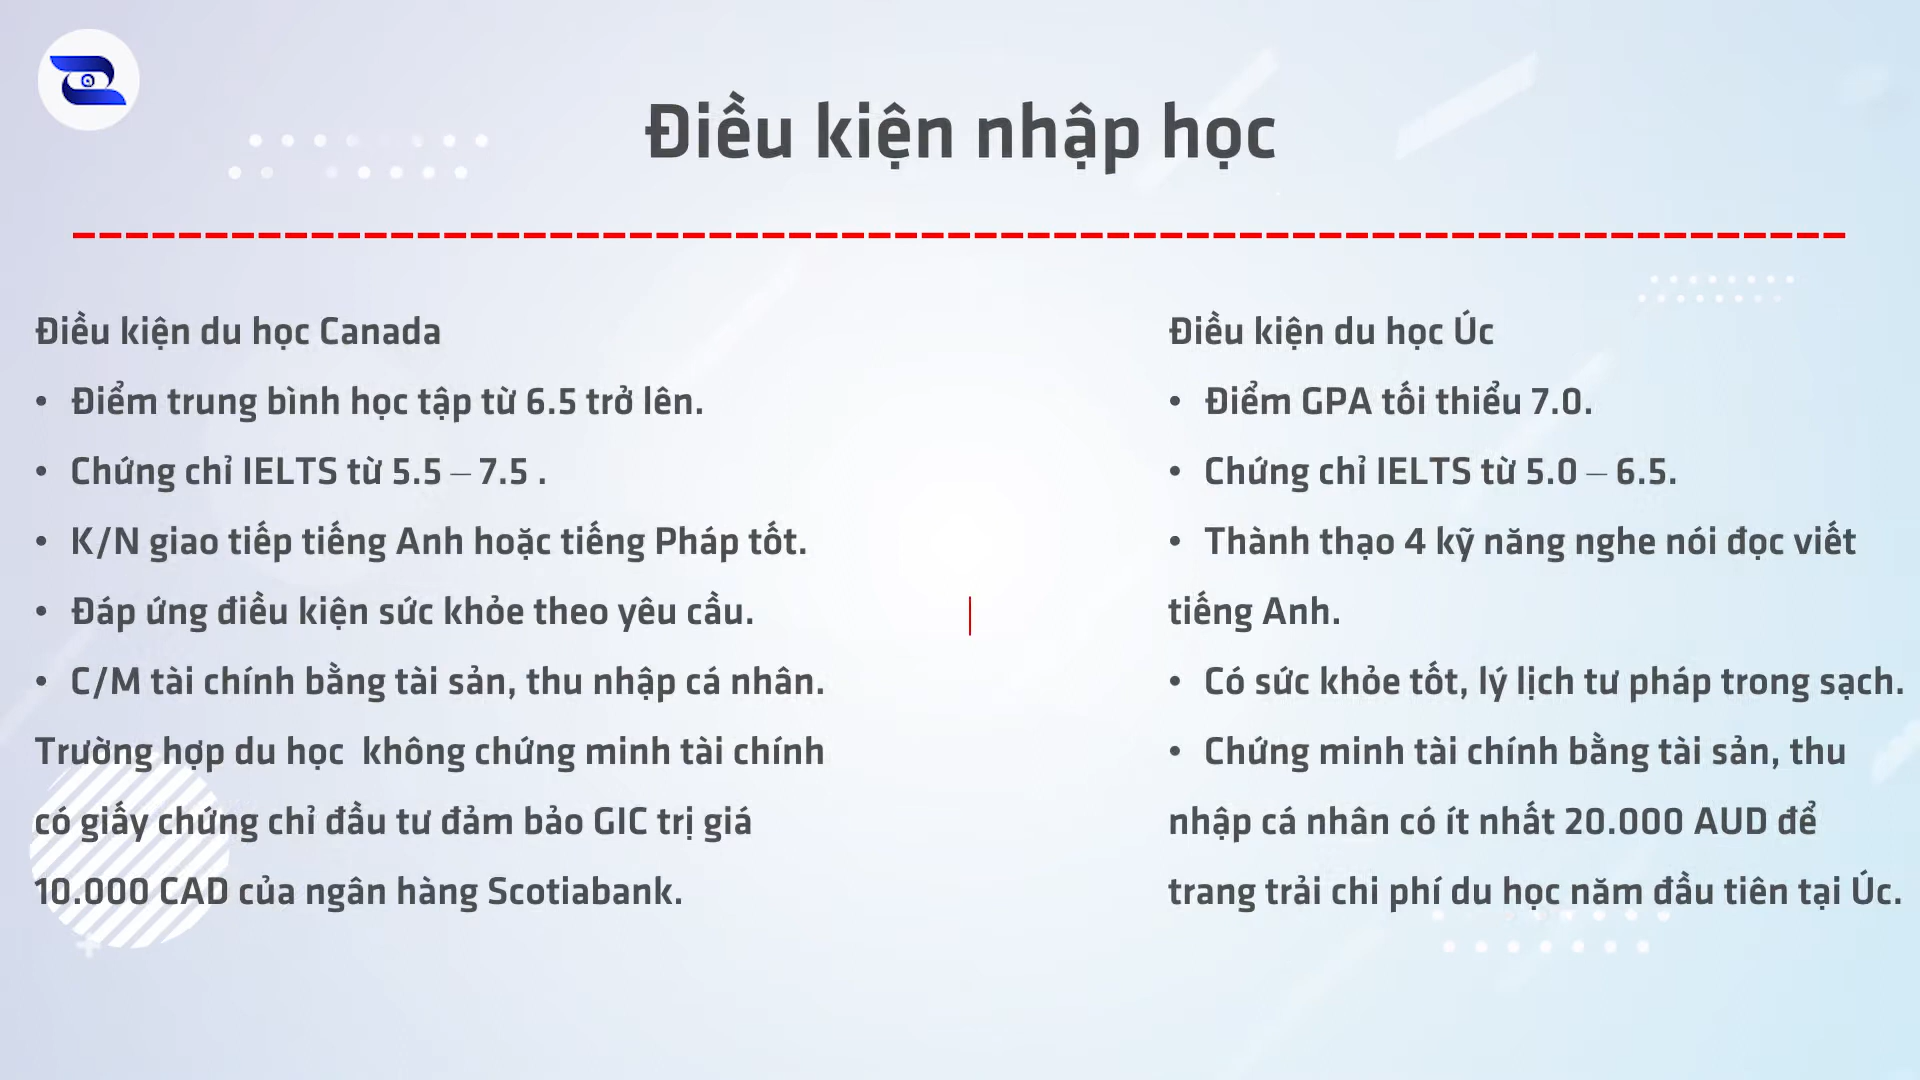 Điều kiện nhập học
Điều kiện du học Canada
• Điểm trung bình học tập từ 6.5 trở lên.
• Chứng chỉ IELTS từ 5.5 – 7.5 .
• K/N giao tiếp tiếng Anh hoặc tiếng Pháp tốt.
• Đáp ứng điều kiện sức khỏe theo yêu cầu.
• C/M tài chính bằng tài sản, thu nhập cá nhân.
Trường hợp du học  không chứng minh tài chính
có giấy chứng chỉ đầu tư đảm bảo GIC trị giá
10.000 CAD của ngân hàng Scotiabank.
Điều kiện du học Úc
• Điểm GPA tối thiểu 7.0.
• Chứng chỉ IELTS từ 5.0 – 6.5.
• Thành thạo 4 kỹ năng nghe nói đọc viết
tiếng Anh.
• Có sức khỏe tốt, lý lịch tư pháp trong sạch.
• Chứng minh tài chính bằng tài sản, thu
nhập cá nhân có ít nhất 20.000 AUD để
trang trải chi phí du học năm đầu tiên tại Úc.